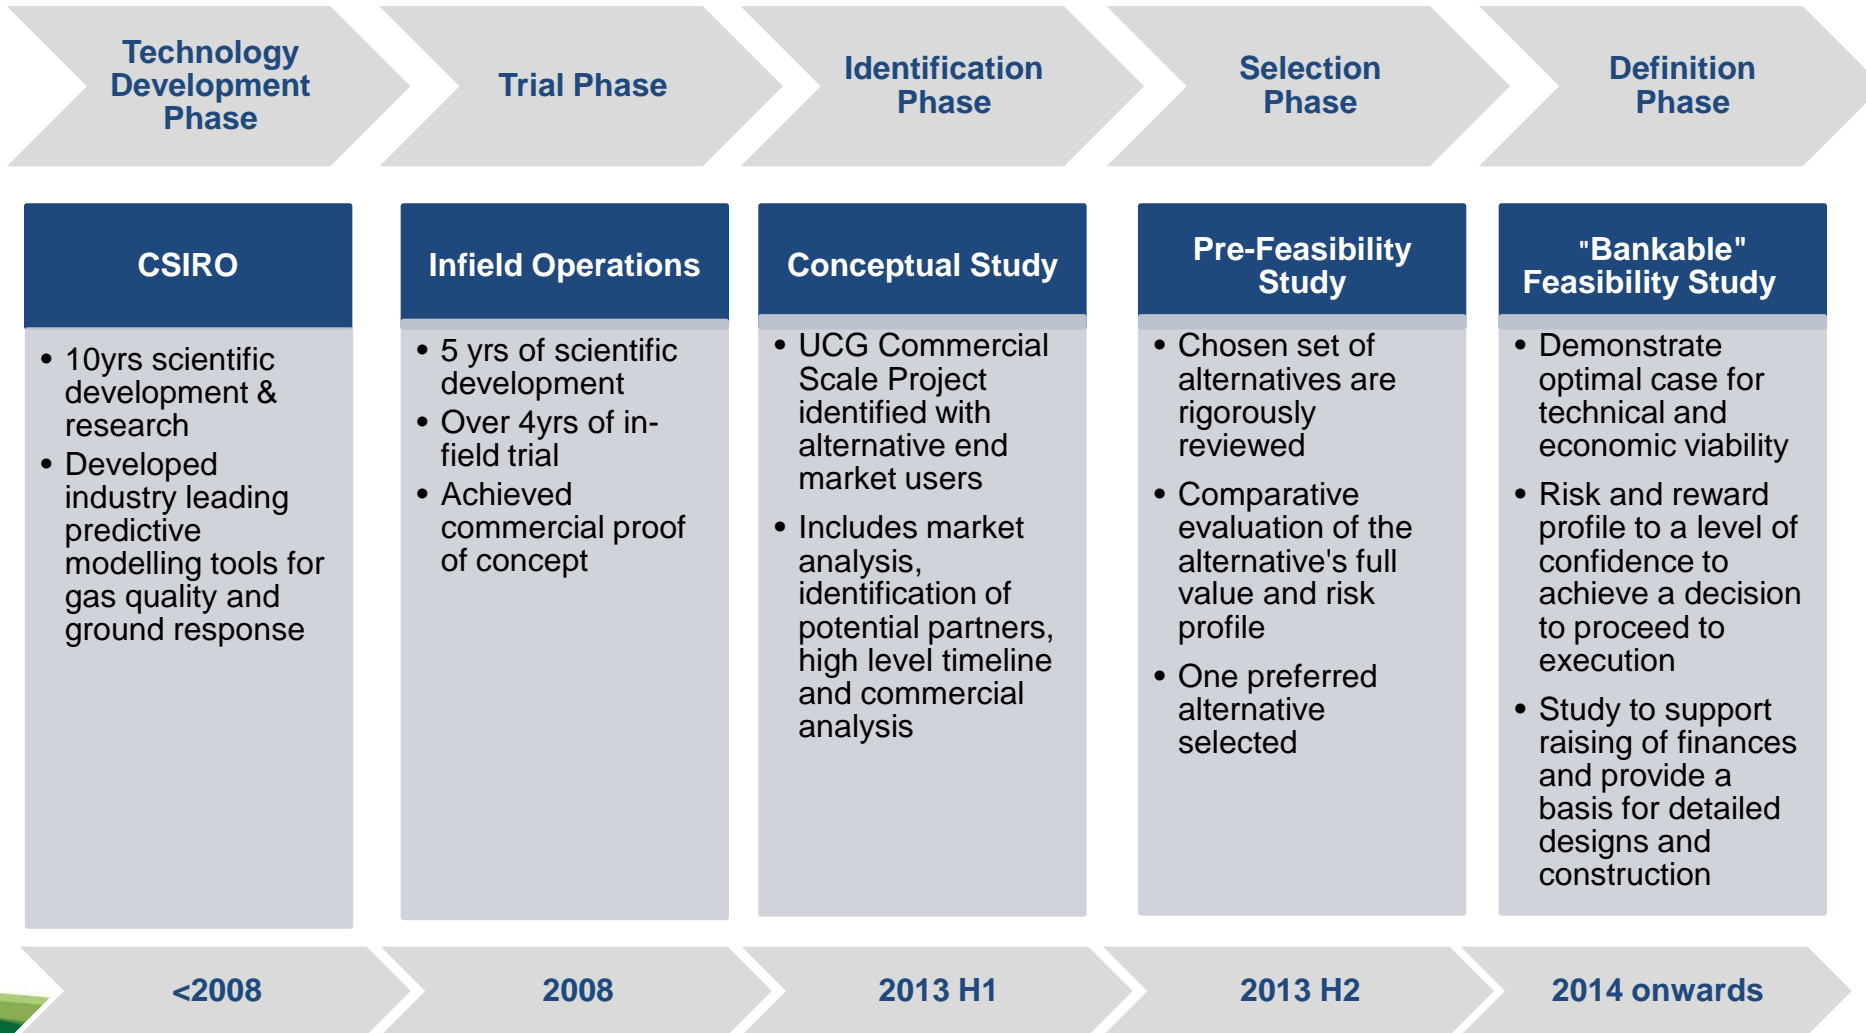 Technology
Development
Phase
Trial Phase
Identification
Phase
Selection
Phase
Definition
Phase
CSIRO
• 10yrs scientific
development &
research
• Developed
industry leading
predictive
modelling tools for
gas quality and
ground response
Infield Operations
• 5 yrs of scientific
development
• Over 4yrs of in-
field trial
• Achieved
commercial proof
of concept
Conceptual Study
• UCG Commercial
Scale Project
identified with
alternative end
market users
• Includes market
analysis,
identification of
potential partners,
high level timeline
and commercial
analysis
Pre-Feasibility
Study
• Chosen set of
alternatives are
rigorously
reviewed
• Comparative
evaluation of the
alternative's full
value and risk
profile
• One preferred
alternative
selected
"Bankable"
Feasibility Study
• Demonstrate
optimal case for
technical and
economic viability
• Risk and reward
profile to a level of
confidence to
achieve a decision
to proceed to
execution
• Study to support
raising of finances
and provide a
basis for detailed
designs and
construction
<2008
2008
2013 H1
2013 H2
2014 onwards